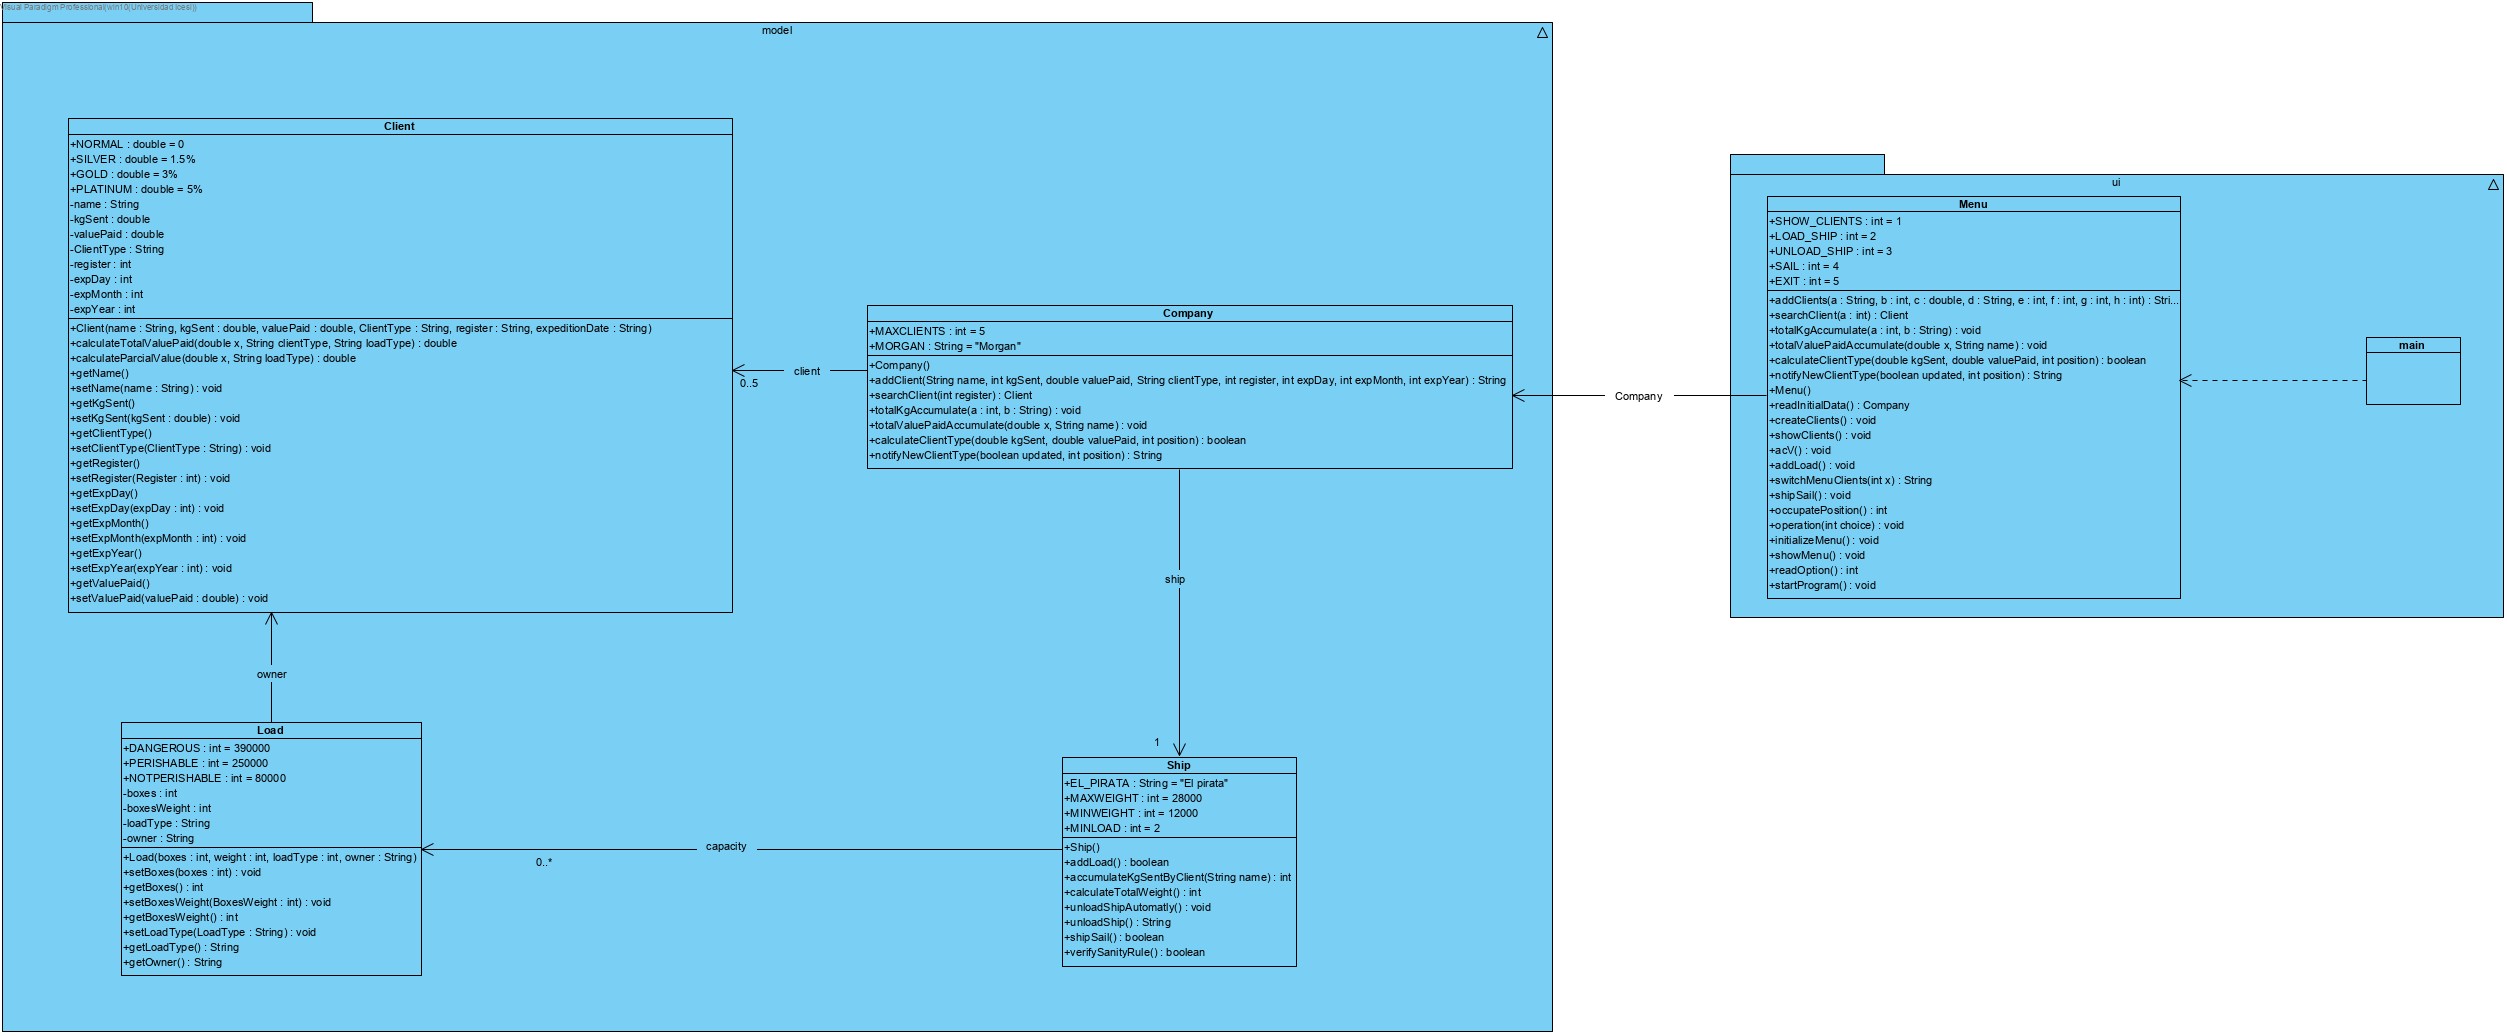 Visual Paradigm Professional(win10(Universidad Icesi))
model
Client
+NORMAL : double = 0
+SILVER : double = 1.5%
+GOLD : double = 3%
+PLATINUM : double = 5%
-name : String
-kgSent : double
-valuePaid : double
-ClientType : String
-register : int
-expDay : int
-expMonth : int
-expYear : int
+Client(name : String, kgSent : double, valuePaid : double, ClientType : String, register : String, expeditionDate : String)
+calculateTotalValuePaid(double x, String clientType, String loadType) : double
+calculateParcialValue(double x, String loadType) : double
+getName()
+setName(name : String) : void
+getKgSent()
+setKgSent(kgSent : double) : void
+getClientType()
+setClientType(ClientType : String) : void
+getRegister()
+setRegister(Register : int) : void
+getExpDay()
+setExpDay(expDay : int) : void
+getExpMonth()
+setExpMonth(expMonth : int) : void
+getExpYear()
+setExpYear(expYear : int) : void
+getValuePaid()
+setValuePaid(valuePaid : double) : void
client
0..5
Company
+MAXCLIENTS : int = 5
+MORGAN : String = "Morgan"
+Company()
+addClient(String name, int kgSent, double valuePaid, String clientType, int register, int expDay, int expMonth, int expYear) : String
+searchClient(int register) : Client
+totalKgAccumulate(a : int, b : String) : void
+totalValuePaidAccumulate(double x, String name) : void
+calculateClientType(double kgSent, double valuePaid, int position) : boolean
+notifyNewClientType(boolean updated, int position) : String
Company
ui
Menu
+SHOW_CLIENTS : int = 1
+LOAD_SHIP : int = 2
+UNLOAD_SHIP : int = 3
+SAIL : int = 4
+EXIT : int = 5
+addClients(a : String, b : int, c : double, d : String, e : int, f : int, g : int, h : int) : Stri...
+searchClient(a : int) : Client
+totalKgAccumulate(a : int, b : String) : void
+totalValuePaidAccumulate(double x, String name) : void
+calculateClientType(double kgSent, double valuePaid, int position) : boolean
+notifyNewClientType(boolean updated, int position) : String
+Menu()
+readInitialData() : Company
+createClients() : void
+showClients() : void
+acV() : void
+addLoad() : void
+switchMenuClients(int x) : String
+shipSail() : void
+occupatePosition() : int
+operation(int choice) : void
+initializeMenu() : void
+showMenu() : void
+readOption() : int
+startProgram() : void
main
ship
1
owner
Load
+DANGEROUS : int = 390000
+PERISHABLE : int = 250000
+NOTPERISHABLE : int = 80000
-boxes : int
-boxesWeight : int
-loadType : String
-owner : String
+Load(boxes : int, weight : int, loadType : int, owner : String)
+setBoxes(boxes : int) : void
+getBoxes() : int
+setBoxesWeight(BoxesWeight : int) : void
+getBoxesWeight() : int
+setLoadType(LoadType : String) : void
+getLoadType() : String
+getOwner() : String
capacity
0..*
Ship
+EL_PIRATA : String = "El pirata"
+MAXWEIGHT : int = 28000
+MINWEIGHT : int = 12000
+MINLOAD : int = 2
+Ship()
+addLoad() : boolean
+accumulateKgSentByClient(String name) : int
+calculateTotalWeight() : int
+unloadShipAutomatly() : void
+unloadShip() : String
+shipSail() : boolean
+verifySanityRule() : boolean